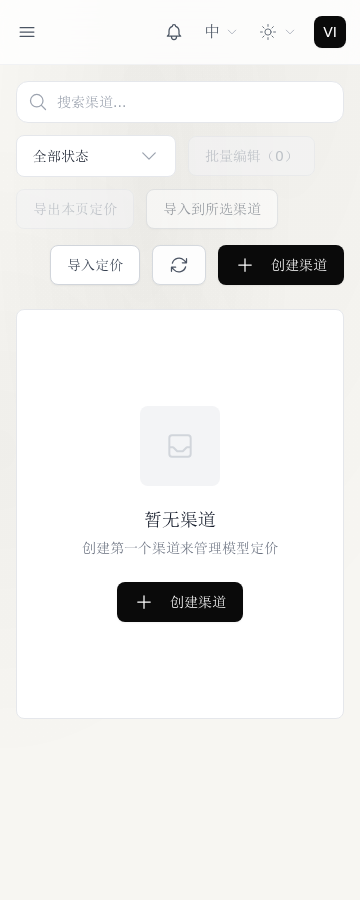 中
VI
搜索渠道...
全部状态
批量编辑（0）
导出本页定价
导入到所选渠道
导入定价
创建渠道
暂无渠道
创建第一个渠道来管理模型定价
创建渠道